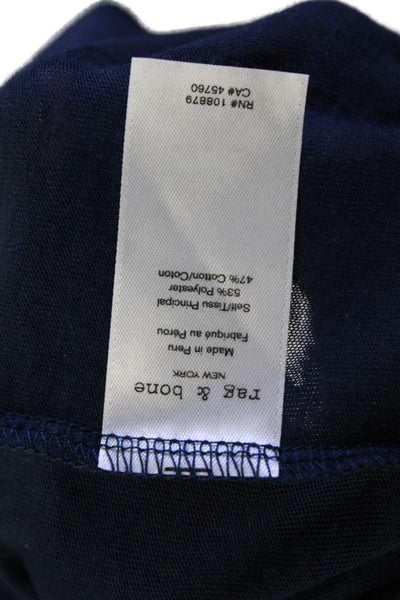 rag & bone
NEW YORK
Made in Peru
Fabriqué au Pérou
Self/Tissu Principal
53% Polyester
47% Cotton/Coton
RN# 108879
CA# 45760